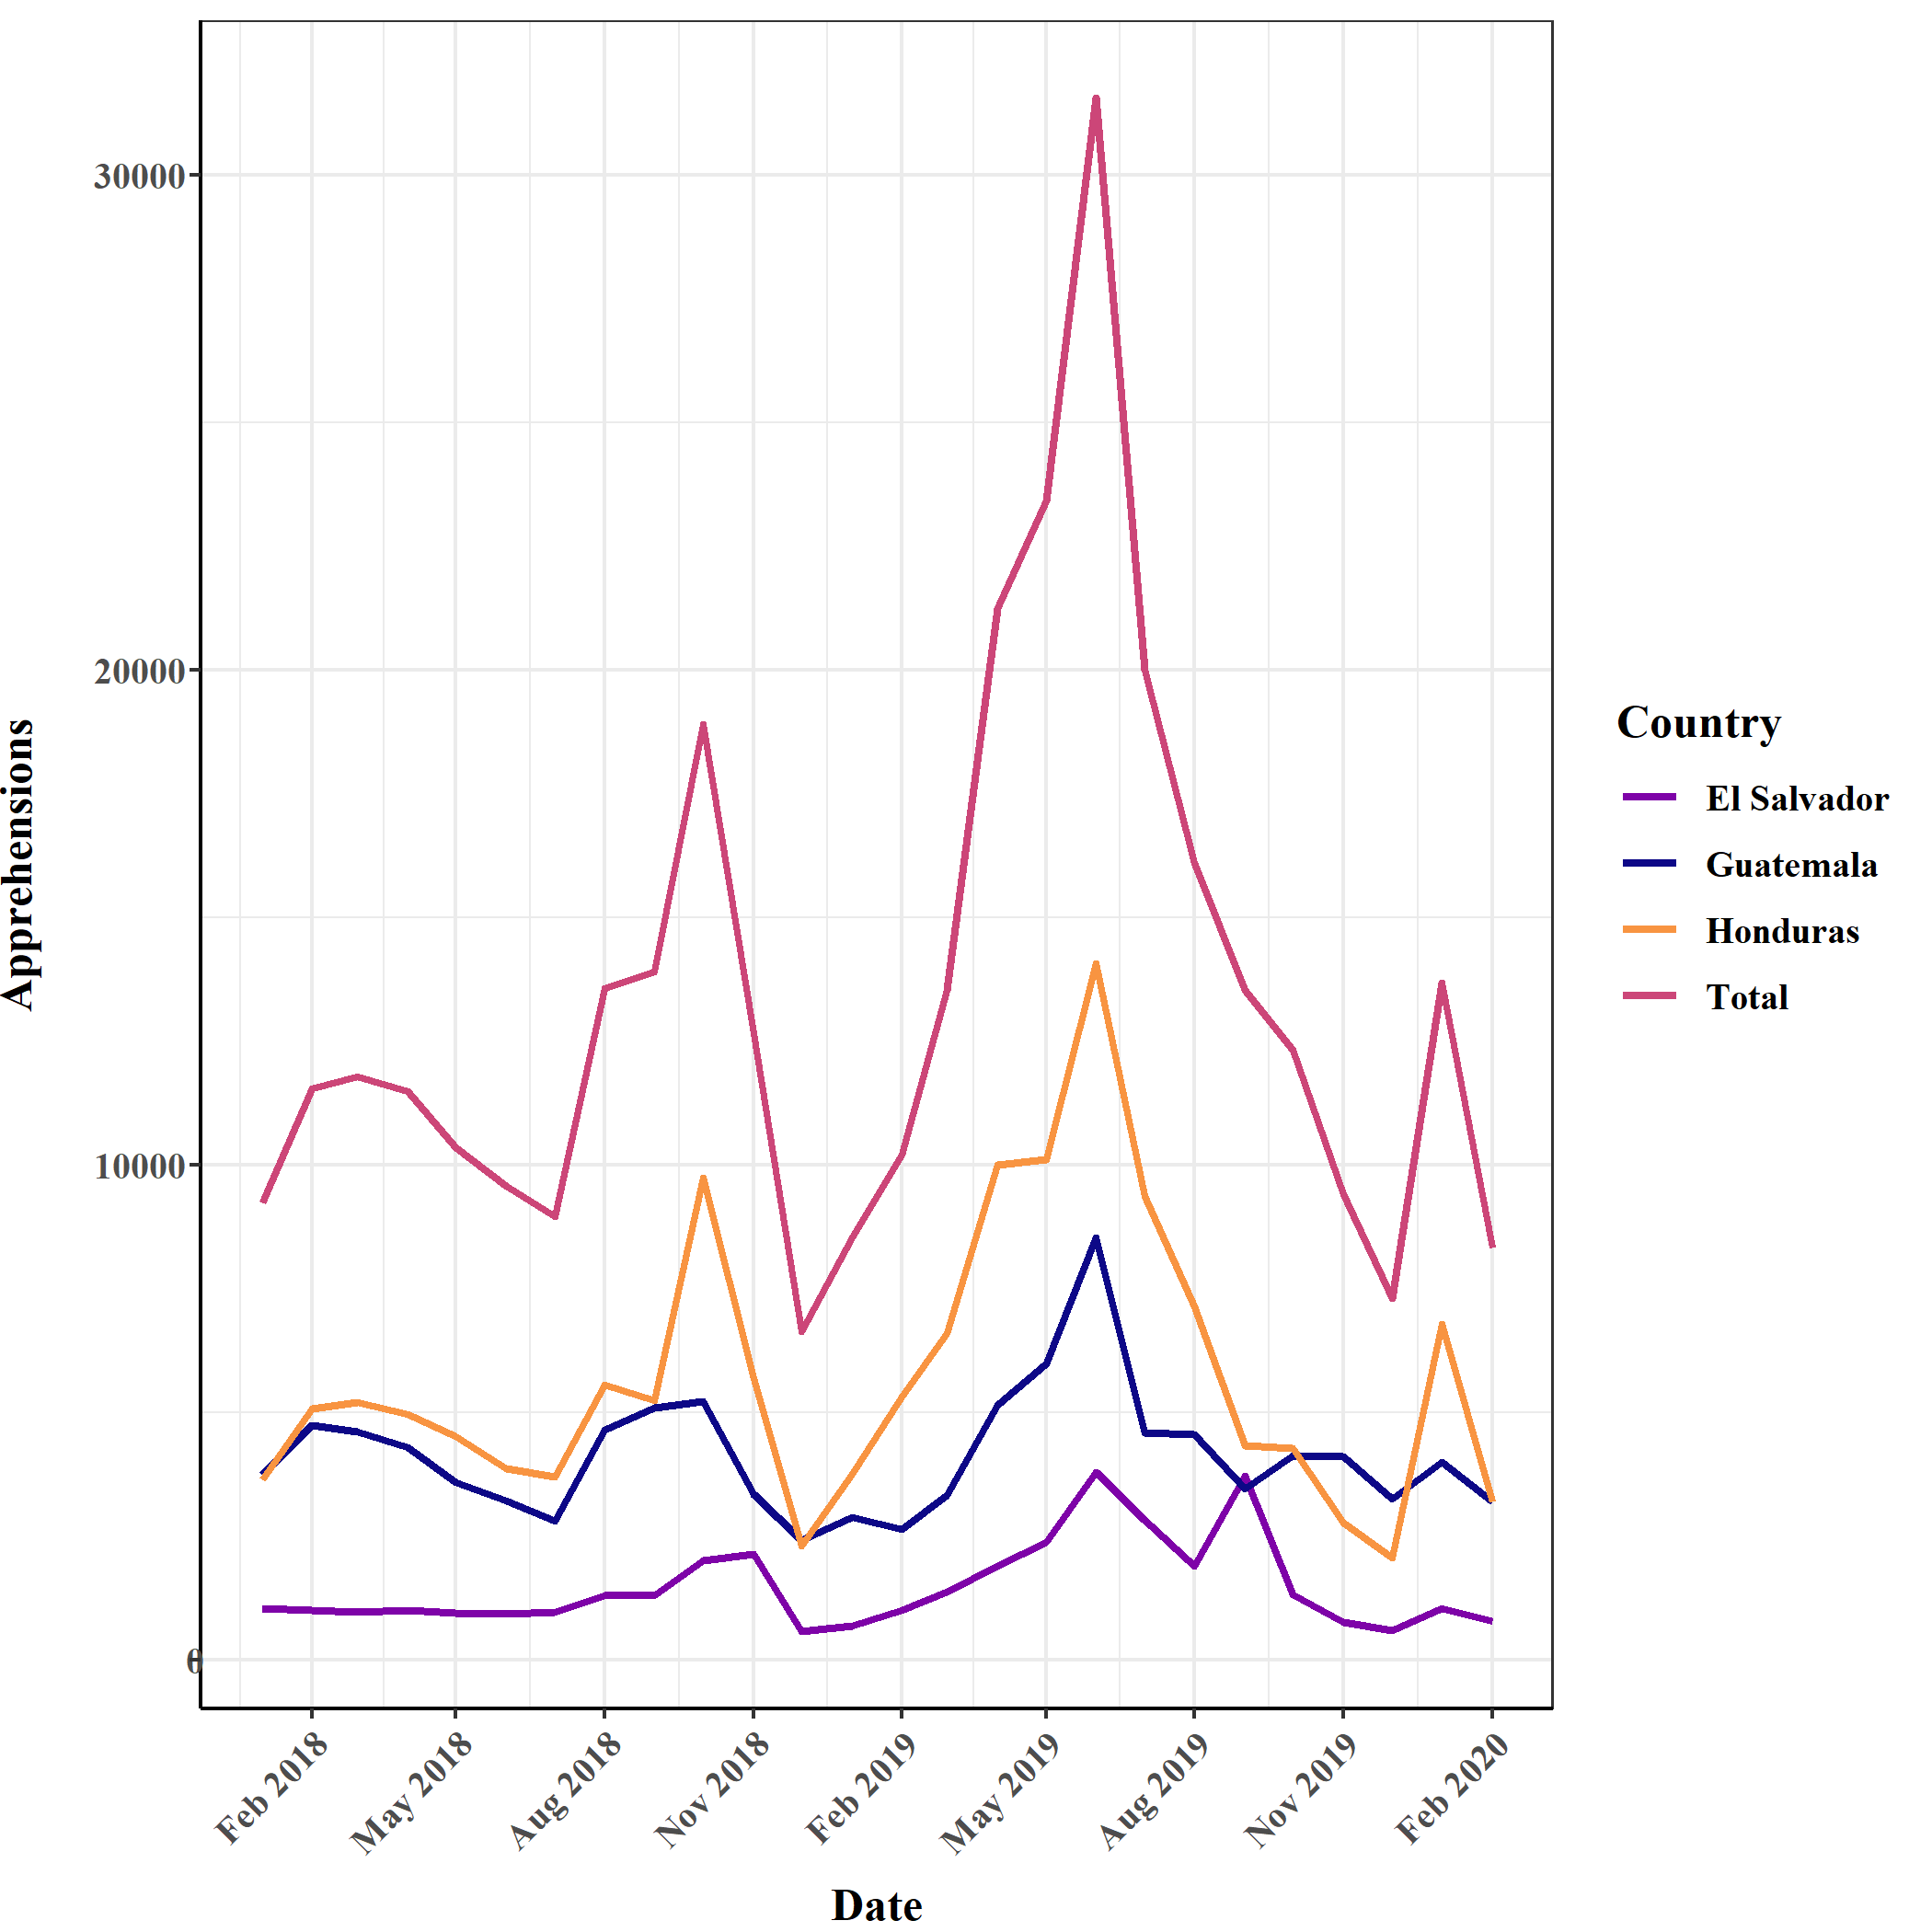 Apprehensions
30000
20000
10000
0
Feb 2018
May 2018
Aug 2018
Nov 2018
Feb 2019
May 2019
Aug 2019
Nov 2019
Feb 2020
Date
Country
El Salvador
Guatemala
Honduras
Total